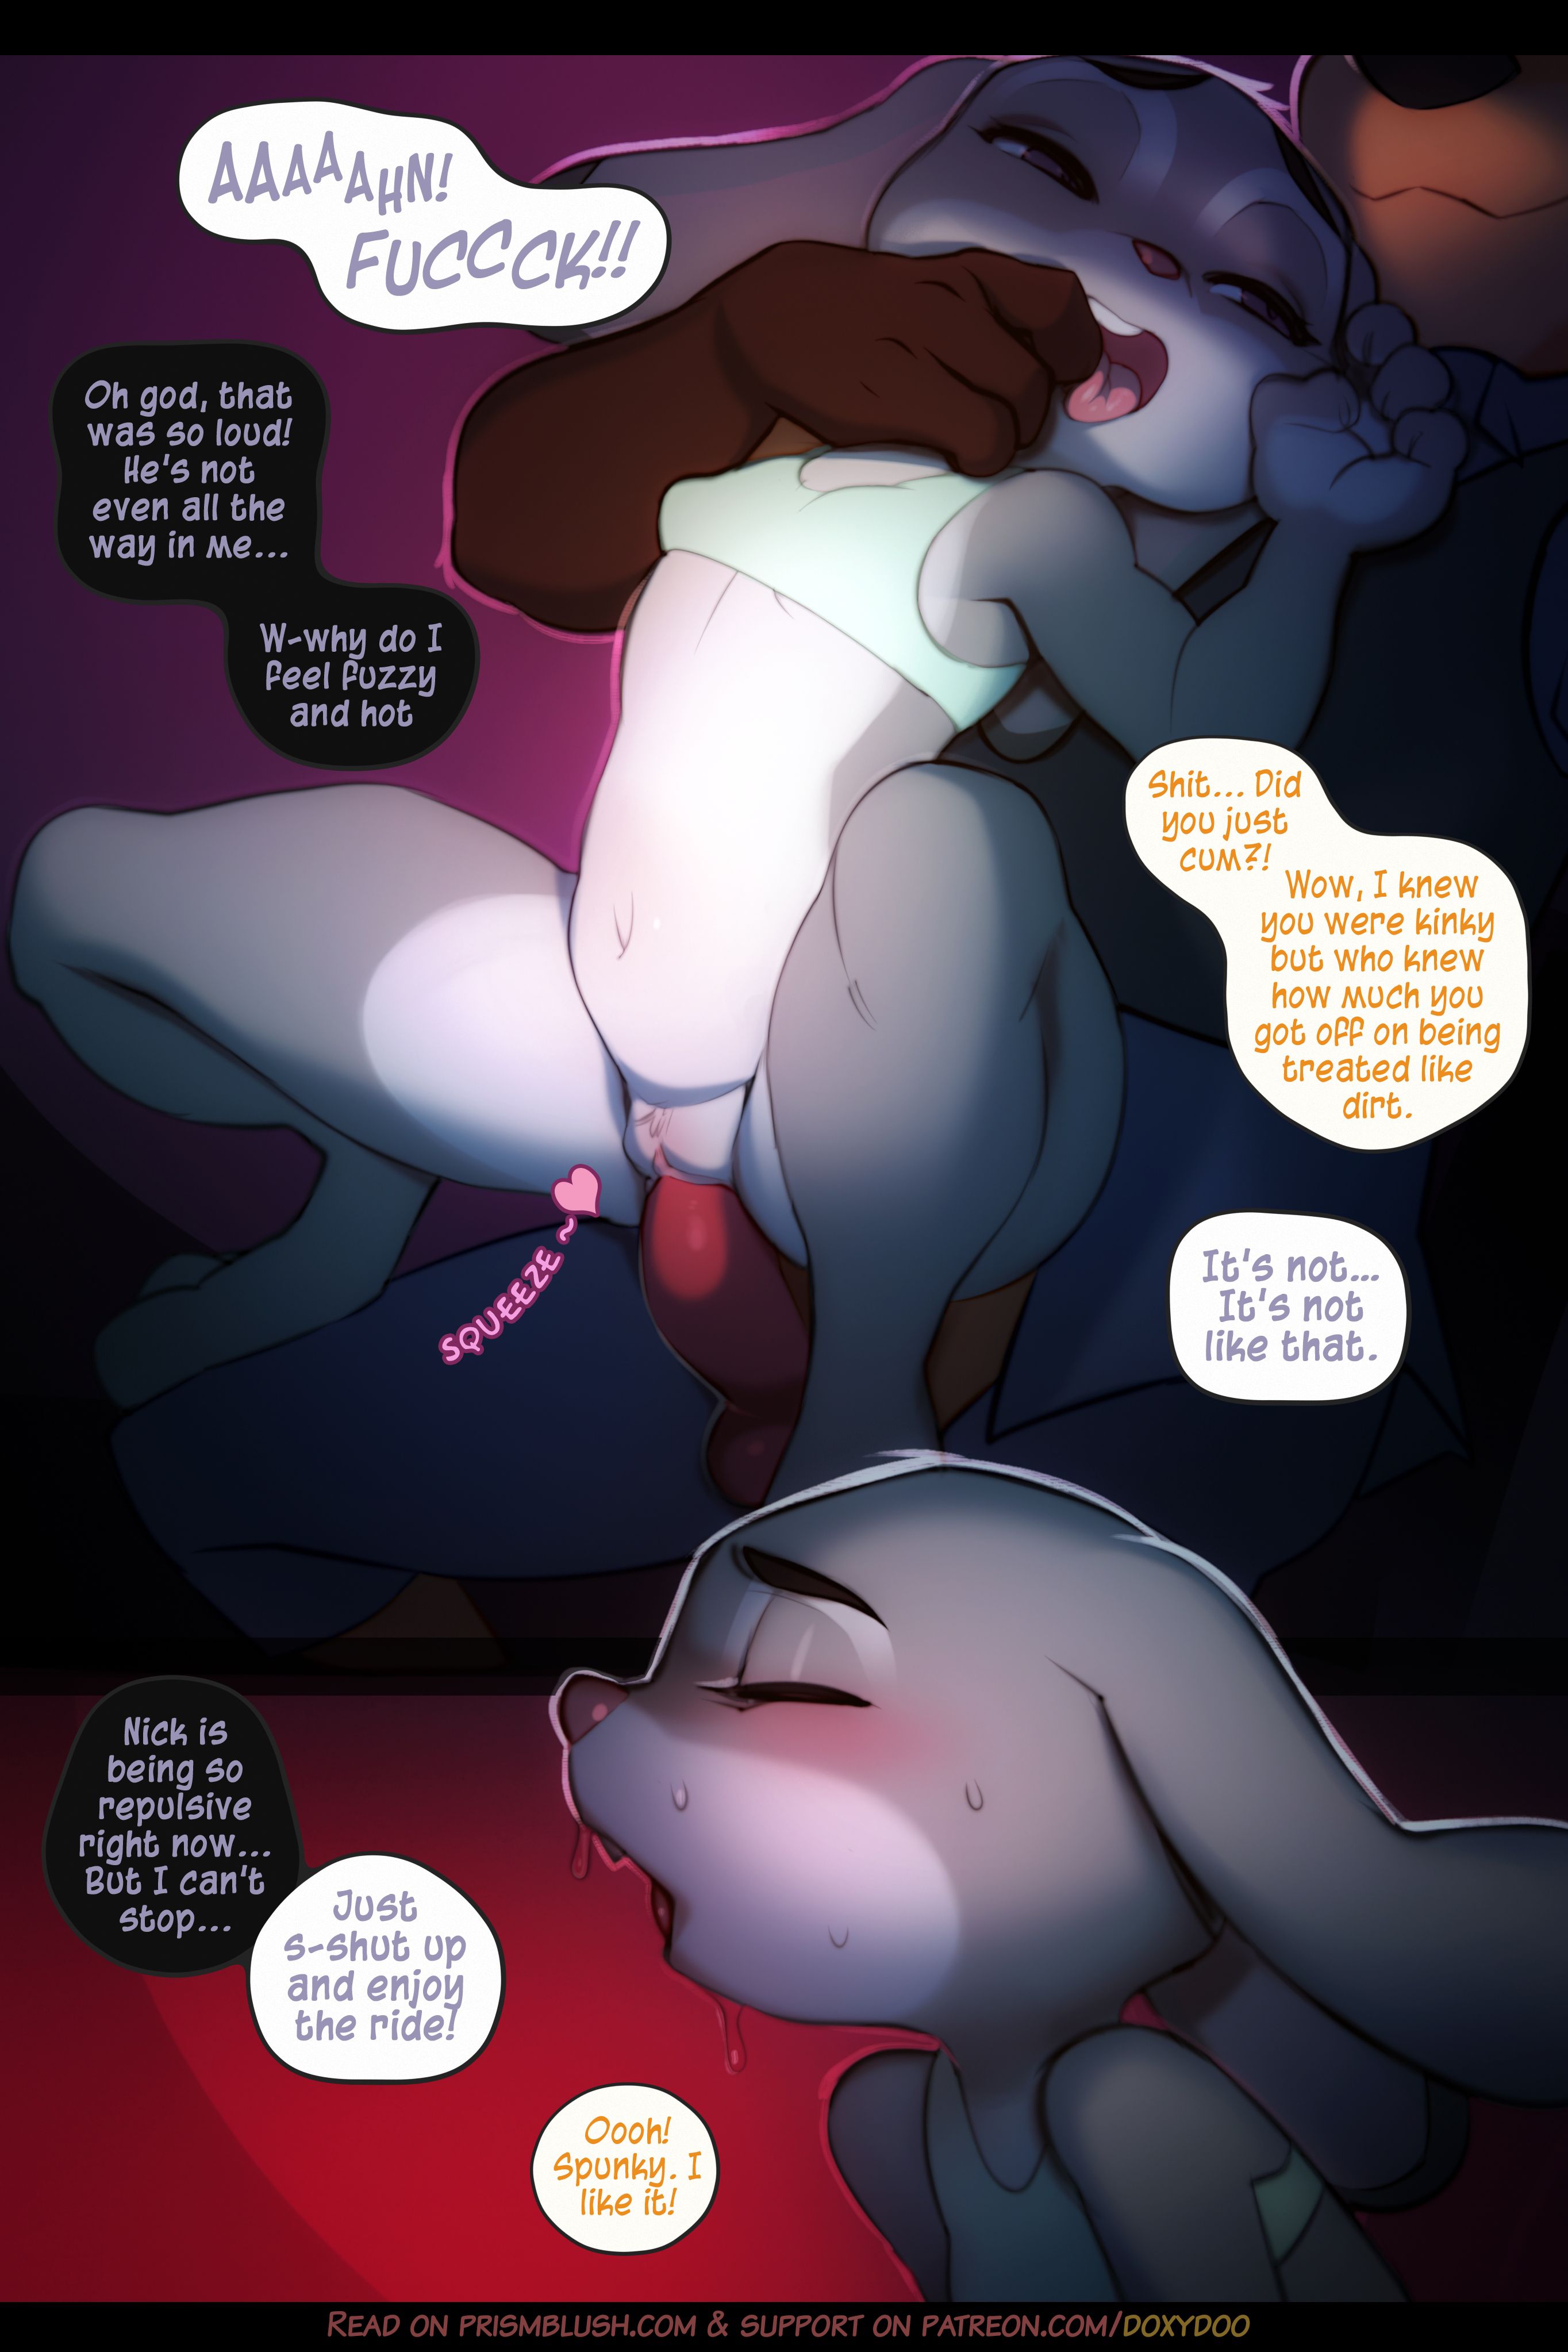 AAAAAHN!
FUCCCCK!!
Oh god, that
was so loud!
He's not
even all the
way in me...
W-why do I
feel fuzzy
and hot
Shit... Did
you just
cum?!
Wow, I knew
you were kinky
but who knew
how much you
got off on being
treated like
dirt.
SQUEEZE ~
It's not...
It's not
like that.
Nick is
being so
repulsive
right now...
But I can't
stop...
Just
s-shut up
and enjoy
the ride!
Oooh!
Spunky. I
like it!
READ ON PRISMBLUSH.COM & SUPPORT ON PATREON.COM/DOXYDOO